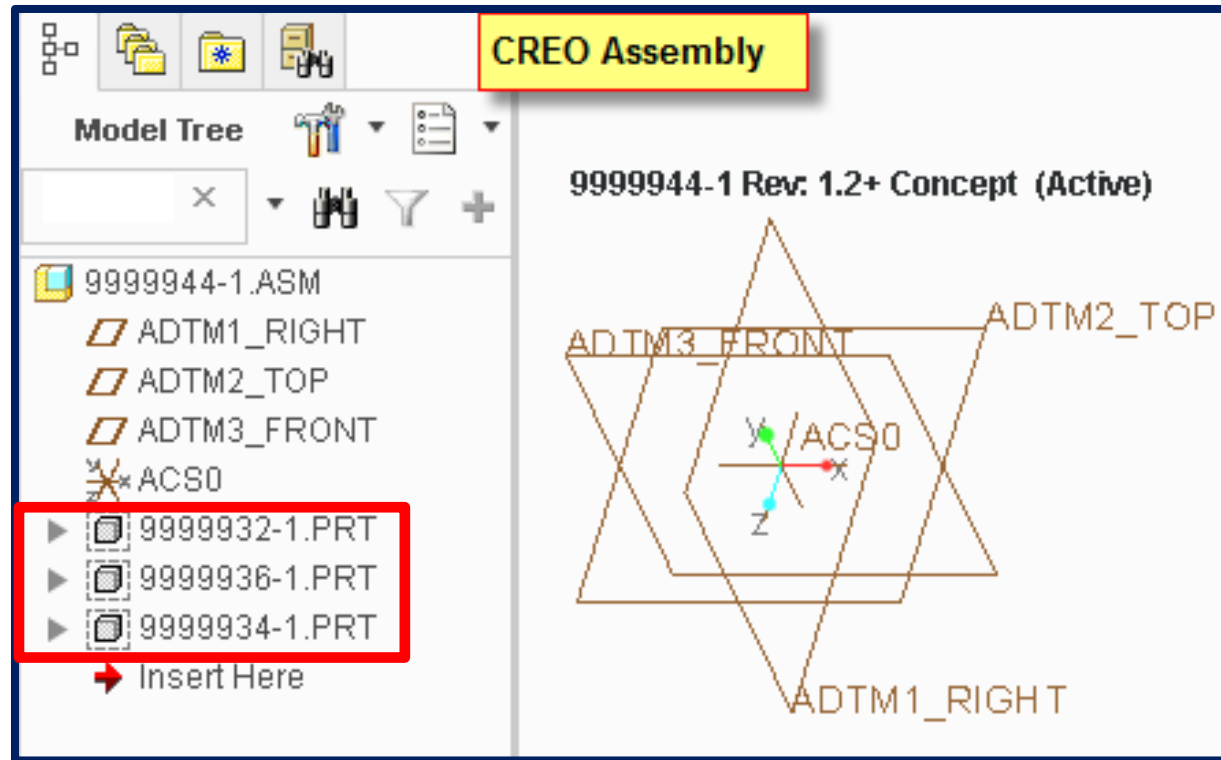 CREO Assembly
Model Tree
9999944-1 Rev: 1.2+ Concept (Active)
9999944-1.ASM
ADTM1_RIGHT
ADTM2_TOP
ADTM3_FRONT
ACS0
9999932-1.PRT
9999936-1.PRT
9999934-1.PRT
Insert Here
ADTM2_TOP
ADTM3_FRONT
y
ACS0
x
z
ADTM1_RIGHT